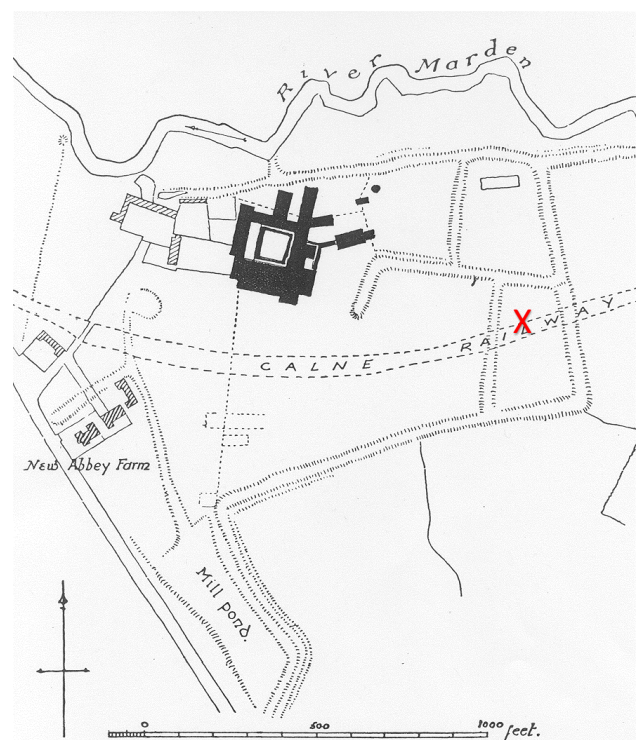 River Marden
CALNE RAILWAY
New Abbey Farm
Mill pond.
0 500 1000 feet.